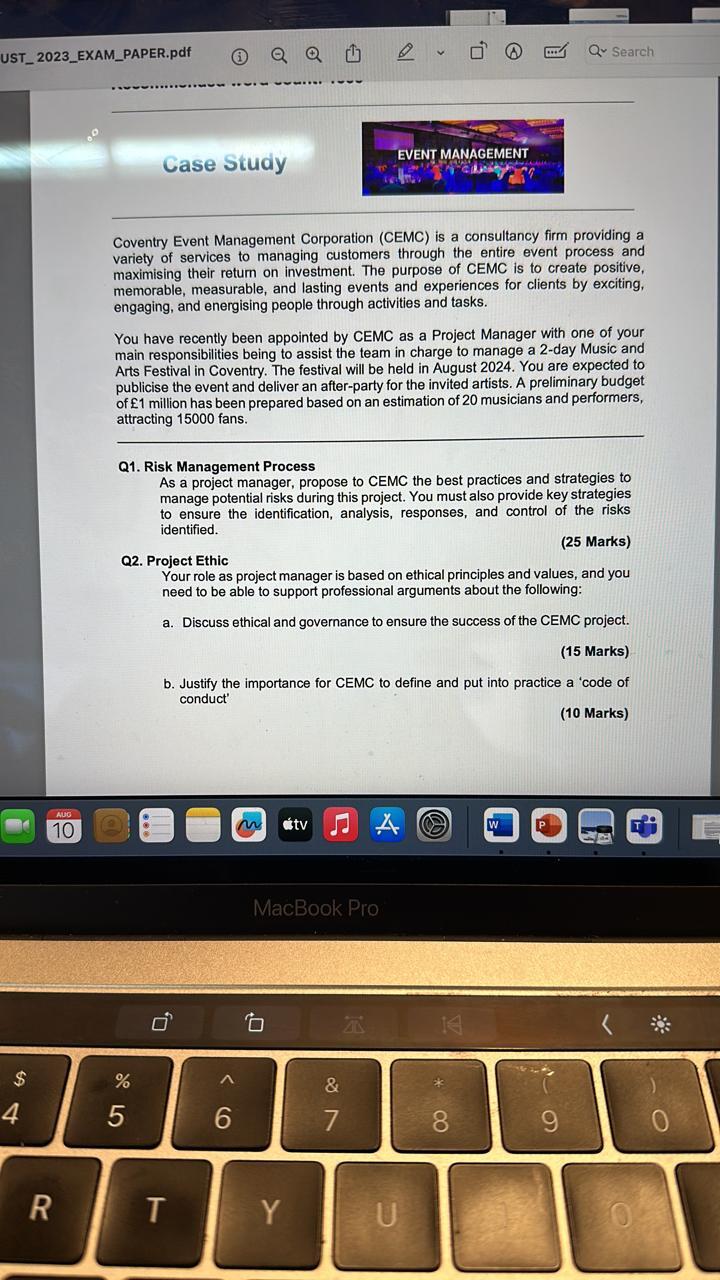 UST_ 2023_EXAM_PAPER.pdf
Search
Case Study
EVENT MANAGEMENT
Coventry Event Management Corporation (CEMC) is a consultancy firm providing a
variety of services to managing customers through the entire event process and
maximising their return on investment. The purpose of CEMC is to create positive,
memorable, measurable, and lasting events and experiences for clients by exciting,
engaging, and energising people through activities and tasks.
You have recently been appointed by CEMC as a Project Manager with one of your
main responsibilities being to assist the team in charge to manage a 2-day Music and
Arts Festival in Coventry. The festival will be held in August 2024. You are expected to
publicise the event and deliver an after-party for the invited artists. A preliminary budget
of £1 million has been prepared based on an estimation of 20 musicians and performers,
attracting 15000 fans.
Q1. Risk Management Process
As a project manager, propose to CEMC the best practices and strategies to
manage potential risks during this project. You must also provide key strategies
to ensure the identification, analysis, responses, and control of the risks
identified.
(25 Marks)
Q2. Project Ethic
Your role as project manager is based on ethical principles and values, and you
need to be able to support professional arguments about the following:
a. Discuss ethical and governance to ensure the success of the CEMC project.
(15 Marks)
b. Justify the importance for CEMC to define and put into practice a 'code of
conduct'
(10 Marks)
AUG
10
tv
W
P
T
MacBook Pro
$ % ^ & * ( )
4 5 6 7 8 9 0
R T Y U O